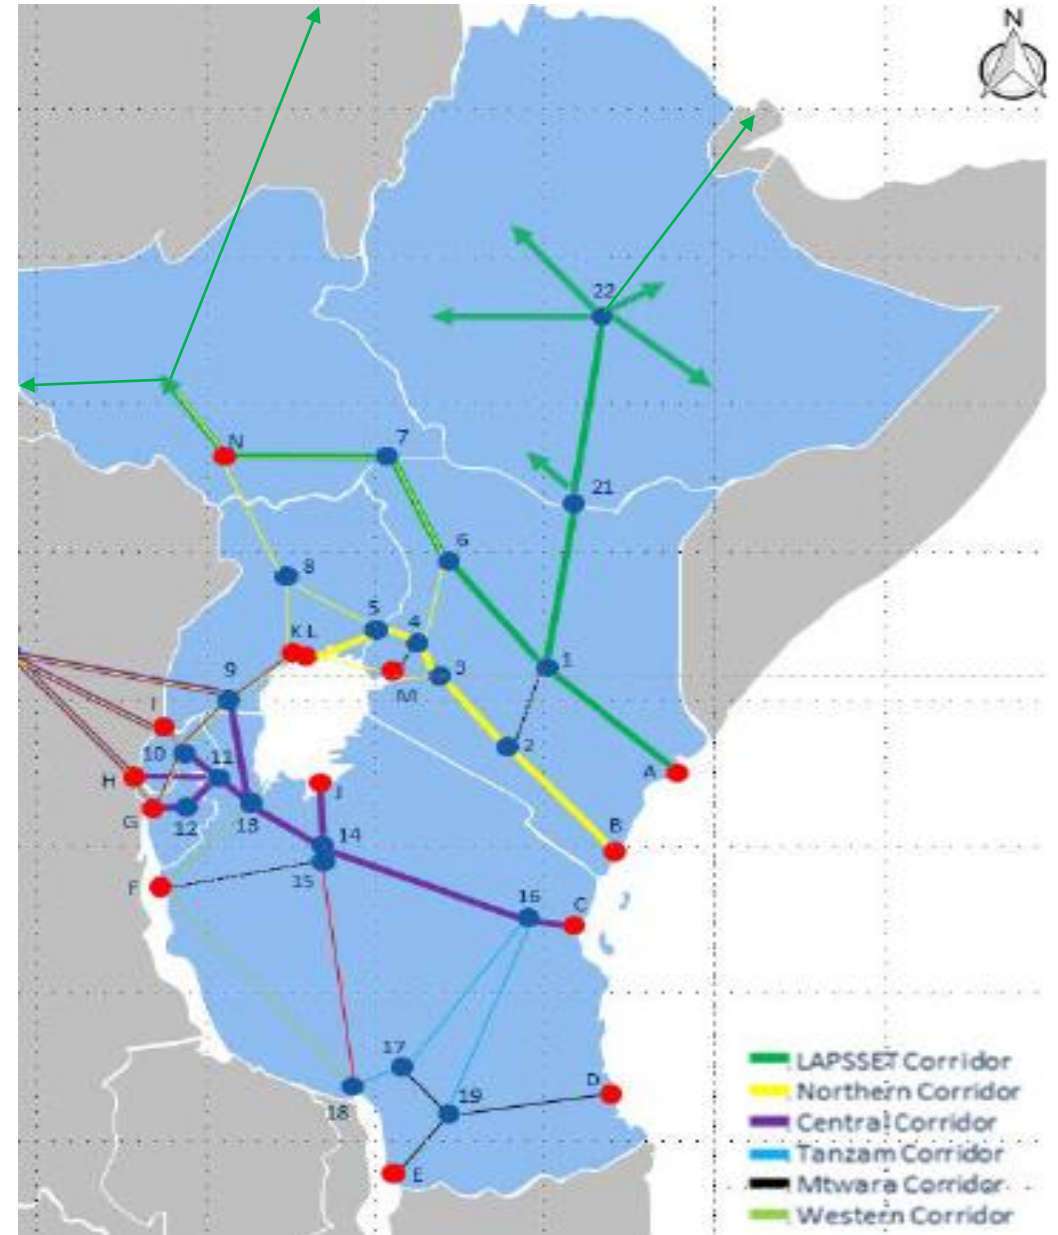 N
22
N
7
21
6
8
5
4
K L
3
1
9
M
I
2
10
11
A
H
J
G
12
13
B
14
F
15
16
C
17
D
19
18
E
LAPSSET Corridor
Northern Corridor
Central Corridor
Tanzam Corridor
Mtwara Corridor
Western Corridor